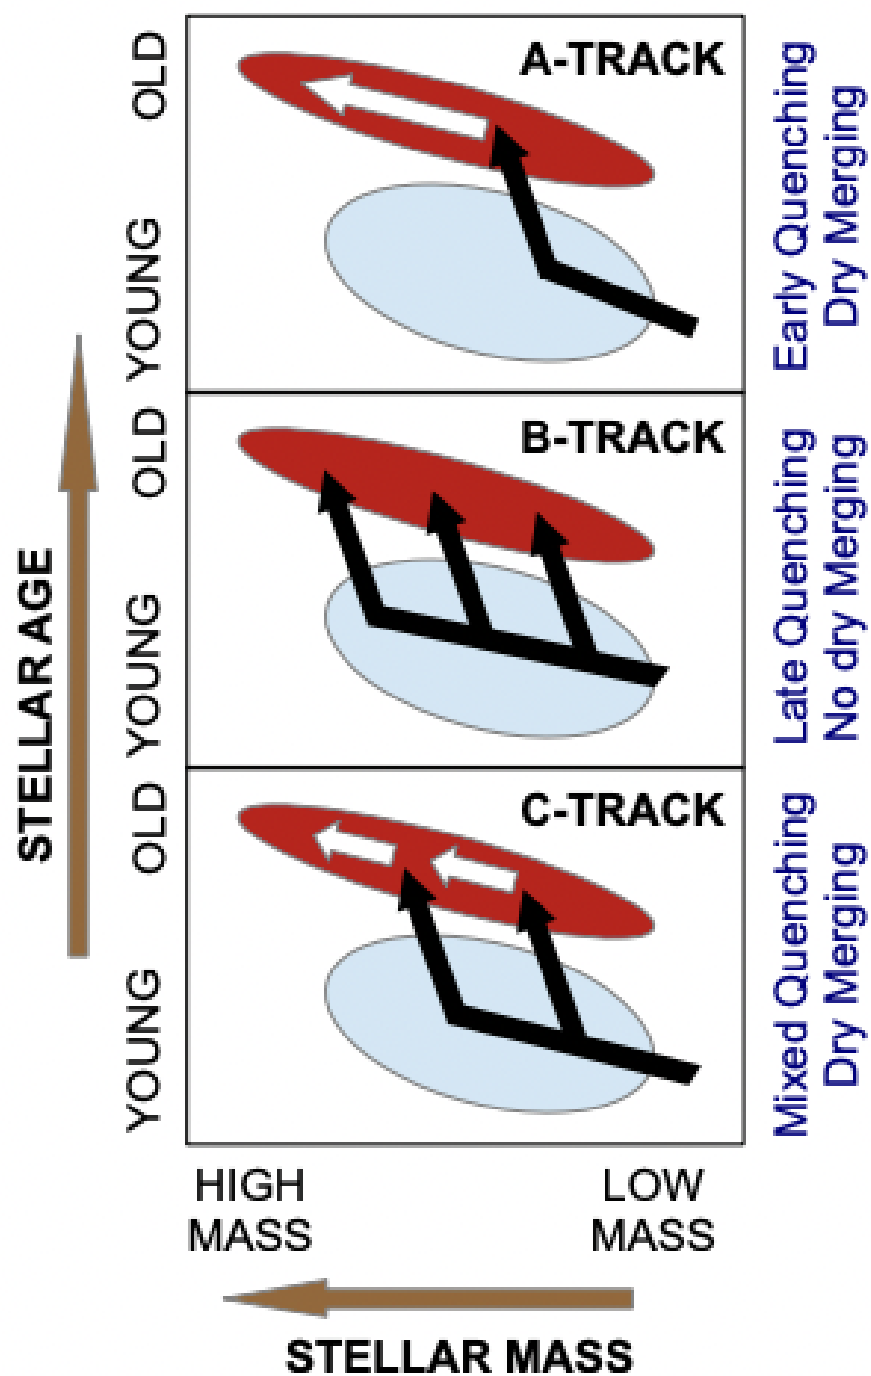 A-TRACK
OLD
YOUNG
Early Quenching
Dry Merging
B-TRACK
OLD
YOUNG
Late Quenching
No dry Merging
C-TRACK
OLD
YOUNG
Mixed Quenching
Dry Merging
STELLAR AGE
HIGH
MASS
LOW
MASS
STELLAR MASS